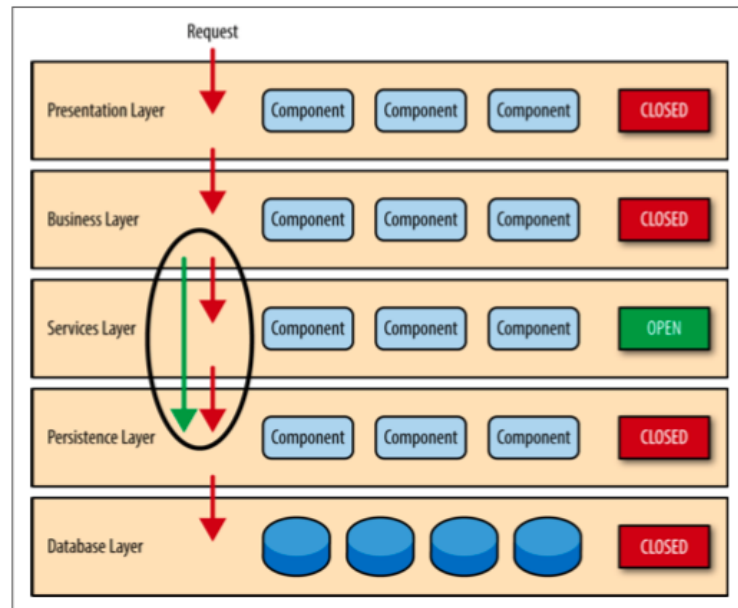 Request
Presentation Layer Component Component Component CLOSED
Business Layer Component Component Component CLOSED
Services Layer Component Component Component OPEN
Persistence Layer Component Component Component CLOSED
Database Layer CLOSED